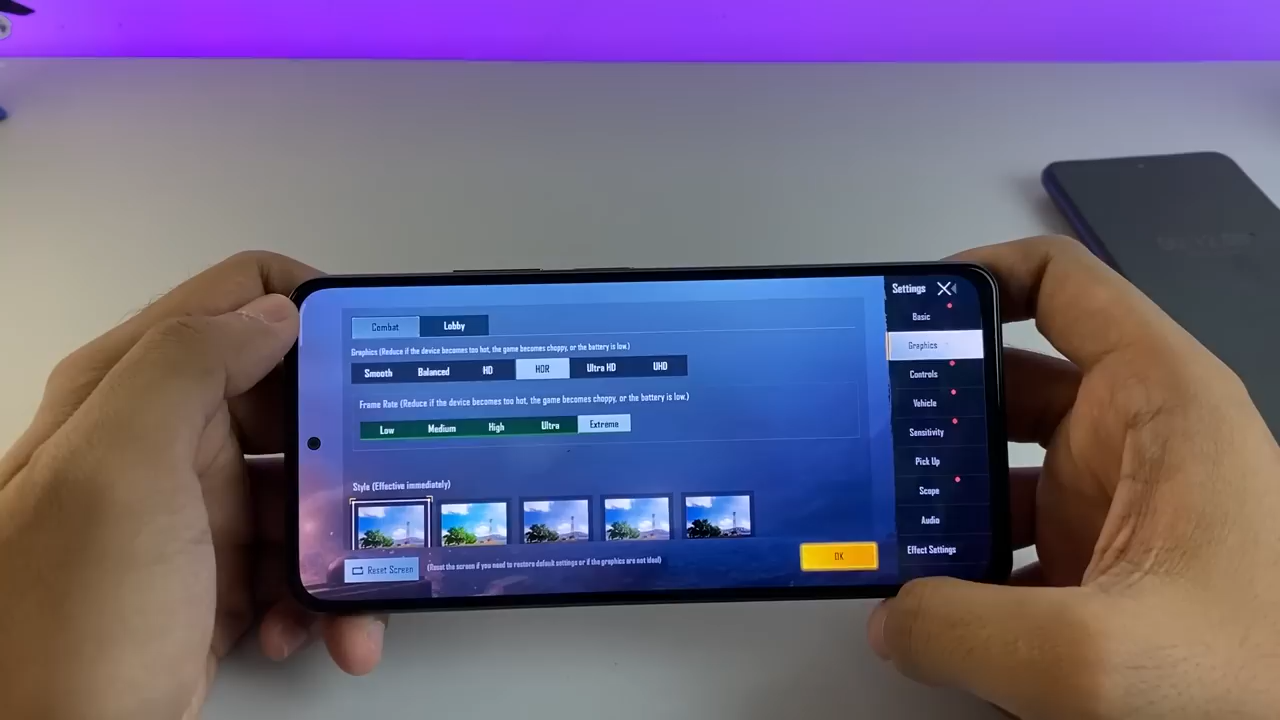 Settings
Combat Lobby
Basic
Graphics (Reduce if the device becomes too hot, the game becomes choppy, or the battery is low.)
Graphics
Smooth Balanced HD HDR Ultra HD UHD
Controls
Frame Rate (Reduce if the device becomes too hot, the game becomes choppy, or the battery is low.)
Vehicle
Low Medium High Ultra Extreme
Sensitivity
Pick Up
Style (Effective immediately)
Scope
Audio
Effect Settings
Reset Screen (Reset the screen if you need to restore default settings or if the graphics are not ideal)
OK